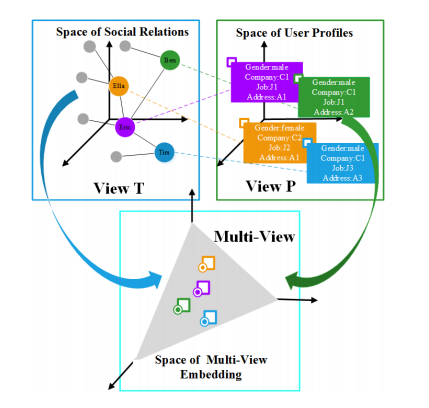 Space of Social Relations
Ben
Ella
Eric
Tim
View T
Space of User Profiles
Gender:male
Company:C1
Job:J1
Address:A1
Gender:male
Company:C1
Job:J1
Address:A2
Gender:female
Company:C2
Job:J2
Address:A1
Gender:male
Company:C1
Job:J3
Address:A3
View P
Multi-View
Space of Multi-View
Embedding